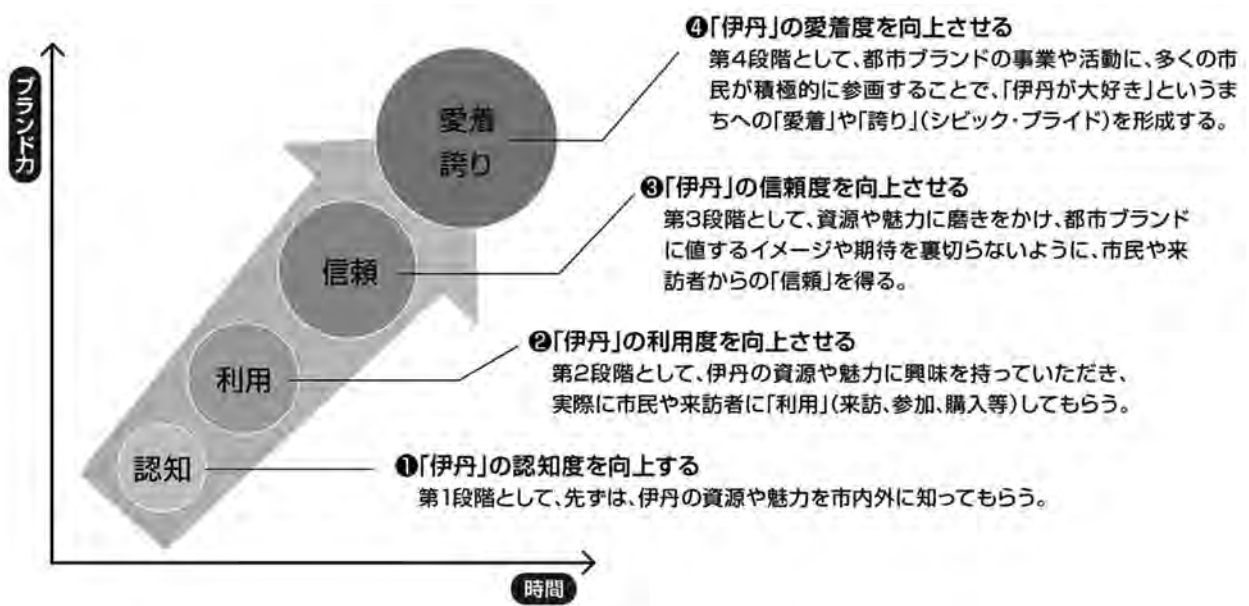 ❹「伊丹」の愛着度を向上させる
第4段階として、都市ブランドの事業や活動に、多くの市
民が積極的に参画することで、「伊丹が大好き」というま
ちへの「愛着」や「誇り」(シビック・プライド)を形成する。
❸「伊丹」の信頼度を向上させる
第3段階として、資源や魅力に磨きをかけ、都市ブランド
に値するイメージや期待を裏切らないように、市民や来
訪者からの「信頼」を得る。
❷「伊丹」の利用度を向上させる
第2段階として、伊丹の資源や魅力に興味を持っていただき、
実際に市民や来訪者に「利用」(来訪、参加、購入等)してもらう。
❶「伊丹」の認知度を向上する
第1段階として、先ずは、伊丹の資源や魅力を市内外に知ってもらう。
ブランド力
愛着
誇り
信頼
利用
認知
時間